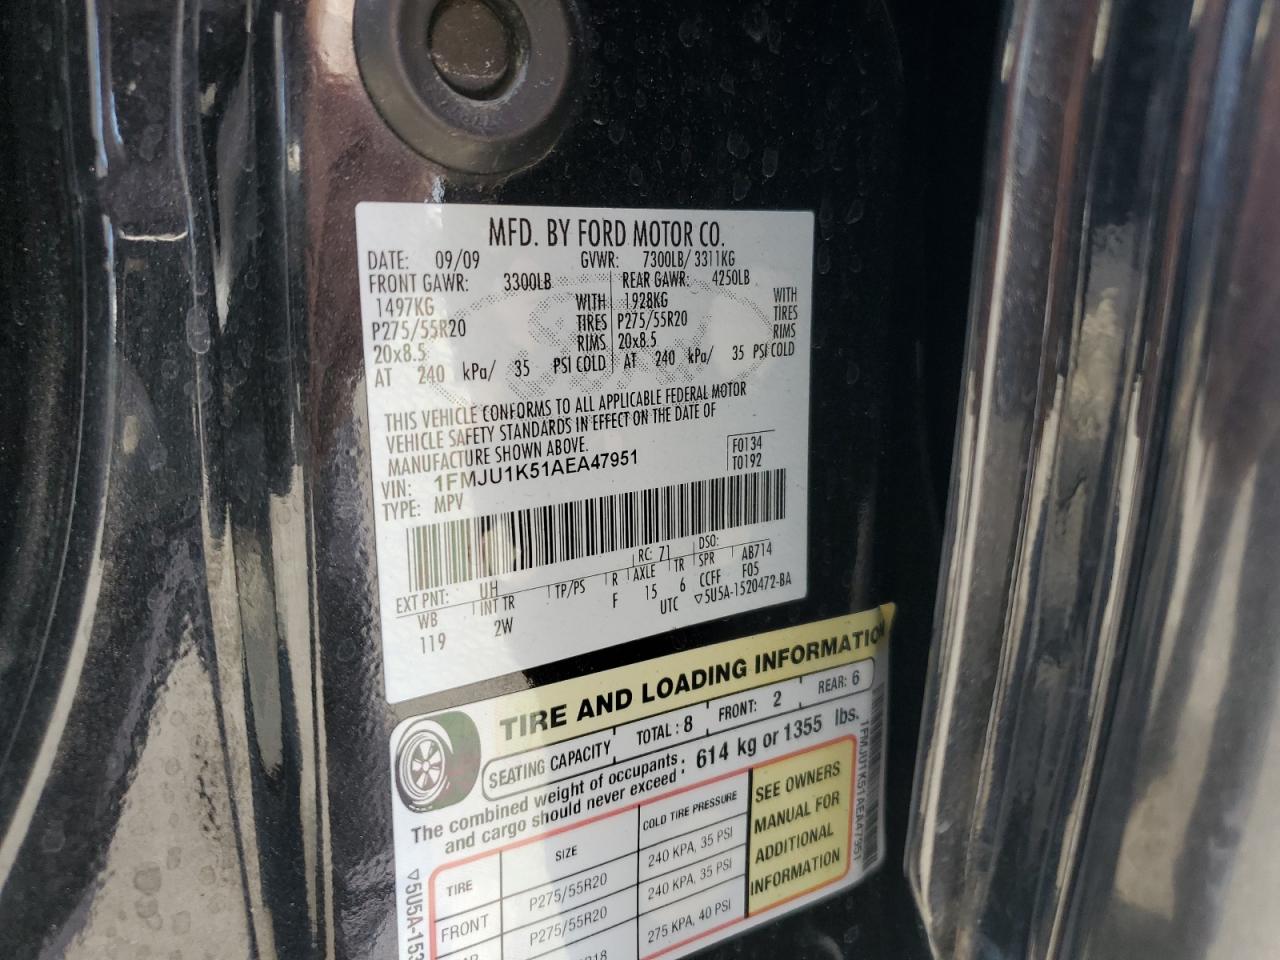 MFD. BY FORD MOTOR CO.
DATE: 09/09 GVWR: 7300LB/3311KG
FRONT GAWR: 3300LB REAR GAWR: 4250LB
1497KG WITH 1928KG WITH
P275/55R20 TIRES P275/55R20 TIRES
20x8.5 RIMS 20x8.5 RIMS
AT 240 kPa/ 35 PSI COLD AT 240 kPa/ 35 PSI COLD
THIS VEHICLE CONFORMS TO ALL APPLICABLE FEDERAL MOTOR
VEHICLE SAFETY STANDARDS IN EFFECT ON THE DATE OF
MANUFACTURE SHOWN ABOVE.
VIN: 1FMJU1K51AEA47951
TYPE: MPV
F0134
T0192
EXT PNT: UH RC: 71 DSO:
WB INT TR TP/PS R AXLE TR SPR AB714
119 2W F 15 6 CCFF F05
UTC ▽5U5A-1520472-BA
TIRE AND LOADING INFORMATION
SEATING CAPACITY TOTAL: 8 FRONT: 2 REAR: 6
The combined weight of occupants
and cargo should never exceed: 614 kg or 1355 lbs.
TIRE SIZE COLD TIRE PRESSURE
FRONT P275/55R20 240 KPA, 35 PSI
P275/55R20 240 KPA, 35 PSI
275 KPA, 40 PSI
SEE OWNERS
MANUAL FOR
ADDITIONAL
INFORMATION
1FMJU1K51AEA47951
▽5U5A-153